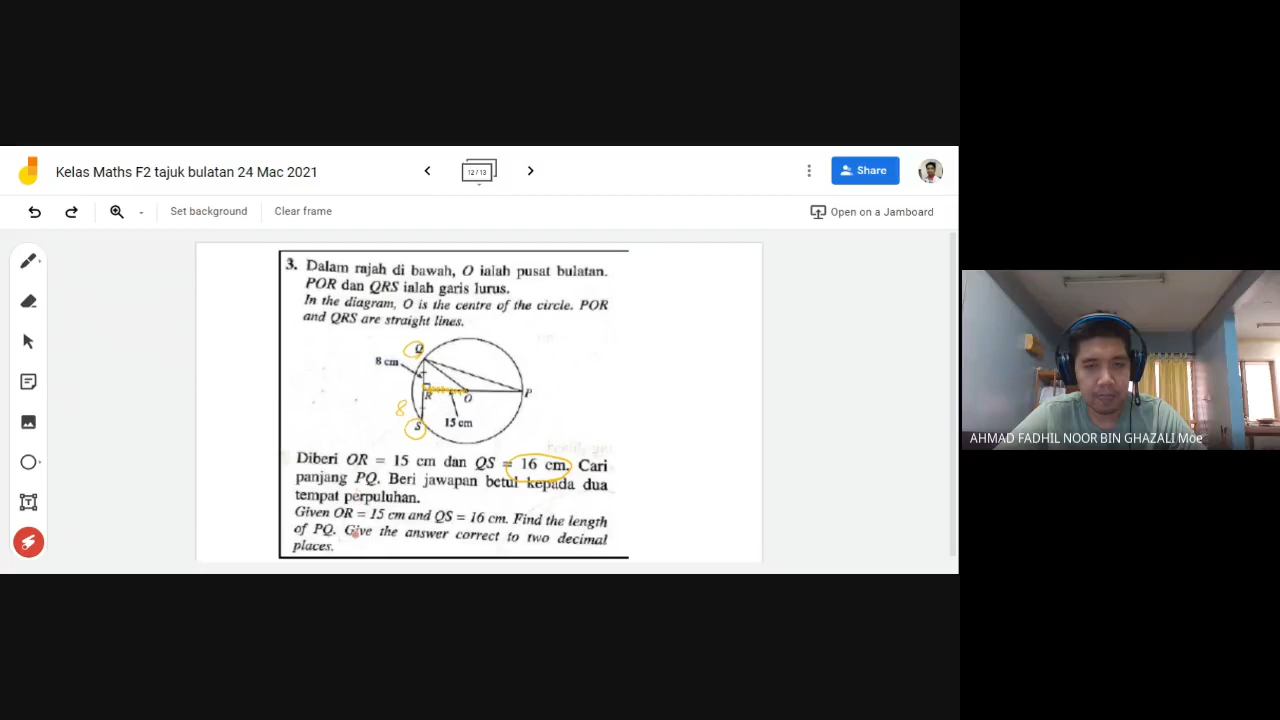 Kelas Maths F2 tajuk bulatan 24 Mac 2021
12 / 13
Share
Set background
Clear frame
Open on a Jamboard
3. Dalam rajah di bawah, O ialah pusat bulatan.
POR dan QRS ialah garis lurus.
In the diagram, O is the centre of the circle. POR
and QRS are straight lines.
Q
8 cm
R
O
P
8
S
15 cm
Diberi OR = 15 cm dan QS = 16 cm. Cari
panjang PQ. Beri jawapan betul kepada dua
tempat perpuluhan.
Given OR = 15 cm and QS = 16 cm. Find the length
of PQ. Give the answer correct to two decimal
places.
AHMAD FADHIL NOOR BIN GHAZALI Moe